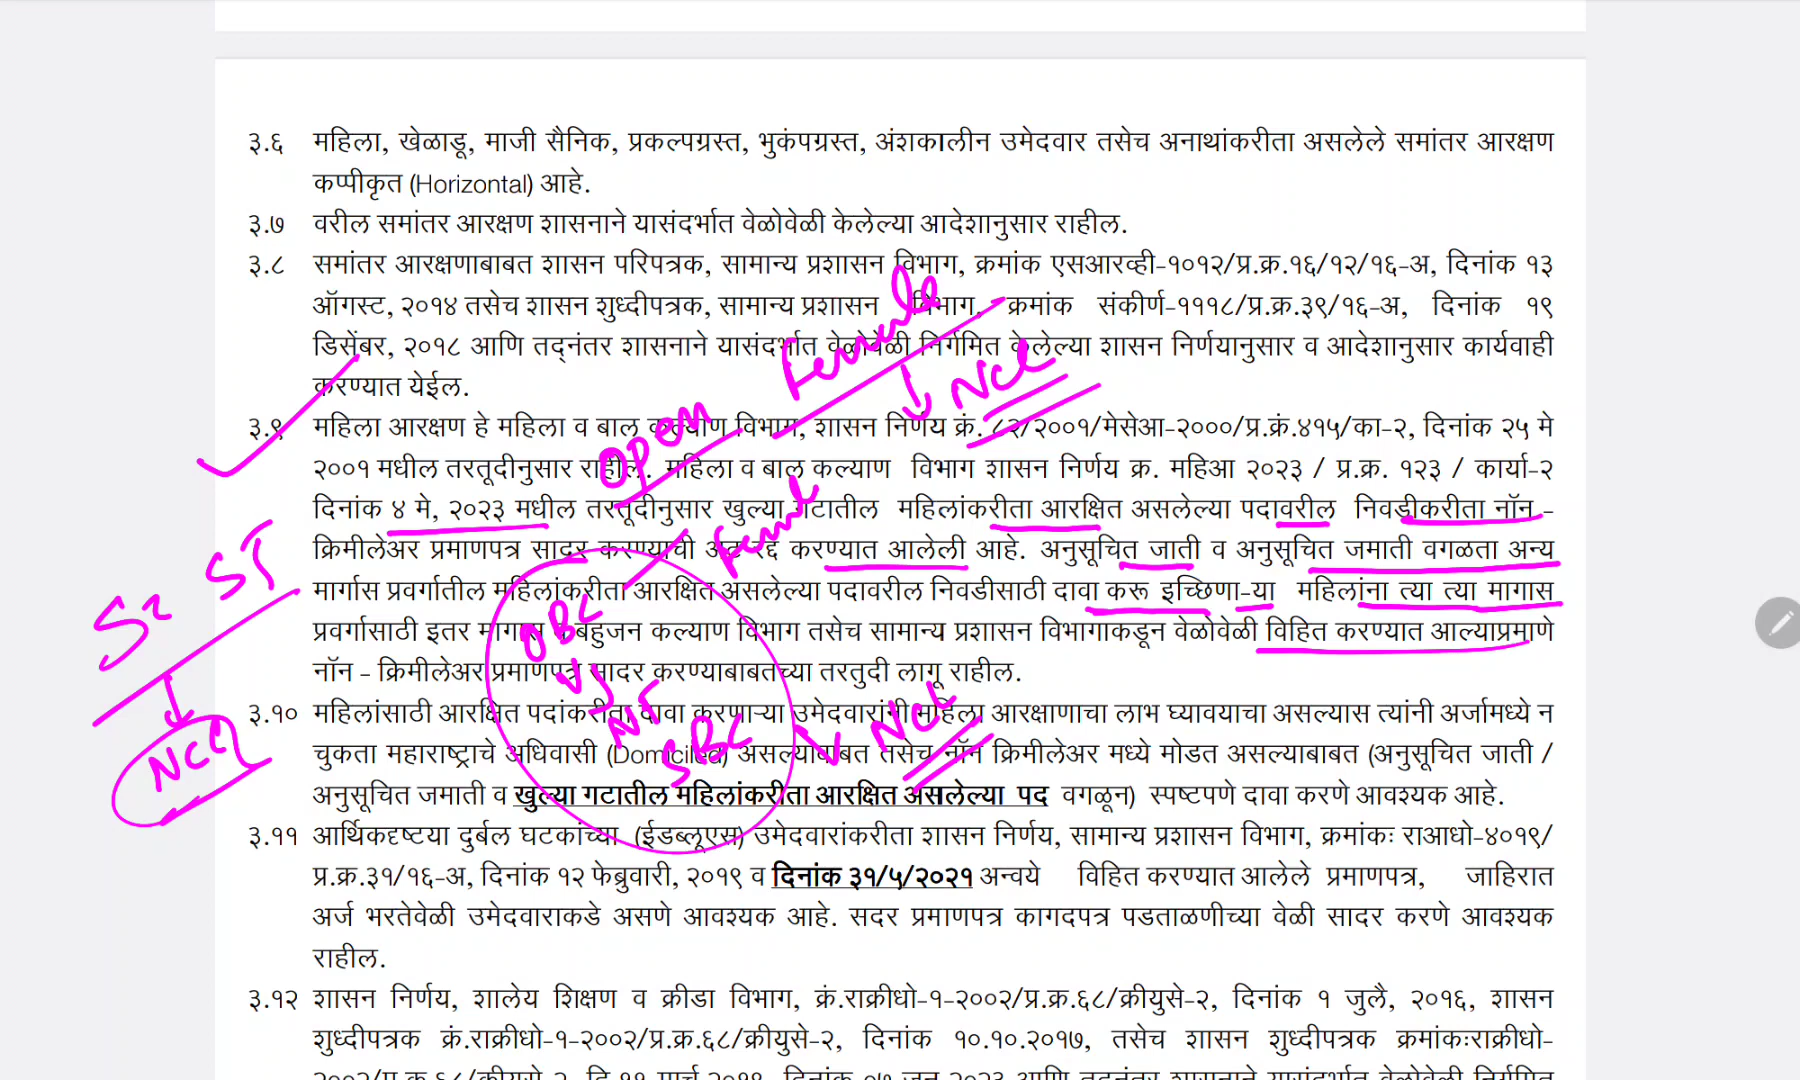 ३.६ महिला, खेळाडू, माजी सैनिक, प्रकल्पग्रस्त, भुकंपग्रस्त, अंशकालीन उमेदवार तसेच अनाथांकरीता असलेले समांतर आरक्षण
कप्पीकृत (Horizontal) आहे.
३.७ वरील समांतर आरक्षण शासनाने यासंदर्भात वेळोवेळी केलेल्या आदेशानुसार राहील.
३.८ समांतर आरक्षणाबाबत शासन परिपत्रक, सामान्य प्रशासन विभाग, क्रमांक एसआरव्ही-१०१२/प्र.क्र.१६/१२/१६-अ, दिनांक १३
ऑगस्ट, २०१४ तसेच शासन शुध्दीपत्रक, सामान्य प्रशासन विभाग, क्रमांक संकीर्ण-१११८/प्र.क्र.३९/१६-अ, दिनांक १९
डिसेंबर, २०१८ आणि तद्नंतर शासनाने यासंदर्भात वेळोवेळी निर्गमित केलेल्या शासन निर्णयानुसार व आदेशानुसार कार्यवाही
करण्यात येईल.
Open Female
NCL
३.९ महिला आरक्षण हे महिला व बाल कल्याण विभाग, शासन निर्णय क्रं. ८२/२००१/मेसेआ-२०००/प्र.क्रं.४१५/का-२, दिनांक २५ मे
२००१ मधील तरतूदीनुसार राहील. महिला व बाल कल्याण विभाग शासन निर्णय क्र. महिआ २०२३ / प्र.क्र. १२३ / कार्या-२
दिनांक ४ मे, २०२३ मधील तरतूदीनुसार खुल्या गटातील महिलांकरीता आरक्षित असलेल्या पदावरील निवडीकरीता नॉन -
क्रिमीलेअर प्रमाणपत्र सादर करण्याची अट रद्द करण्यात आलेली आहे. अनुसूचित जाती व अनुसूचित जमाती वगळता अन्य
मार्गास प्रवर्गातील महिलांकरीता आरक्षित असलेल्या पदावरील निवडीसाठी दावा करू इच्छिणा-या महिलांना त्या त्या मागास
प्रवर्गासाठी इतर मागास व बहुजन कल्याण विभाग तसेच सामान्य प्रशासन विभागाकडून वेळोवेळी विहित करण्यात आल्याप्रमाणे
नॉन - क्रिमीलेअर प्रमाणपत्र सादर करण्याबाबतच्या तरतुदी लागू राहील.
ST
NCL
OBC
VJ
NT
SBC
NCL
३.१० महिलांसाठी आरक्षित पदांकरीता दावा करणाऱ्या उमेदवारांनी महिला आरक्षाणाचा लाभ घ्यावयाचा असल्यास त्यांनी अर्जामध्ये न
चुकता महाराष्ट्राचे अधिवासी (Domiciled) असल्याबाबत तसेच नॉन क्रिमीलेअर मध्ये मोडत असल्याबाबत (अनुसूचित जाती /
अनुसूचित जमाती व खुल्या गटातील महिलांकरीता आरक्षित असलेल्या पद वगळून) स्पष्टपणे दावा करणे आवश्यक आहे.
३.११ आर्थिकदृष्टया दुर्बल घटकांच्या (ईडब्लूएस) उमेदवारांकरीता शासन निर्णय, सामान्य प्रशासन विभाग, क्रमांकः राआधो-४०१९/
प्र.क्र.३१/१६-अ, दिनांक १२ फेब्रुवारी, २०१९ व दिनांक ३१/५/२०२१ अन्वये विहित करण्यात आलेले प्रमाणपत्र, जाहिरात
अर्ज भरतेवेळी उमेदवाराकडे असणे आवश्यक आहे. सदर प्रमाणपत्र कागदपत्र पडताळणीच्या वेळी सादर करणे आवश्यक
राहील.
३.१२ शासन निर्णय, शालेय शिक्षण व क्रीडा विभाग, क्रं.राक्रीधो-१-२००२/प्र.क्र.६८/क्रीयुसे-२, दिनांक १ जुलै, २०१६, शासन
शुध्दीपत्रक क्रं.राक्रीधो-१-२००२/प्र.क्र.६८/क्रीयुसे-२, दिनांक १०.१०.२०१७, तसेच शासन शुध्दीपत्रक क्रमांकःराक्रीधो-